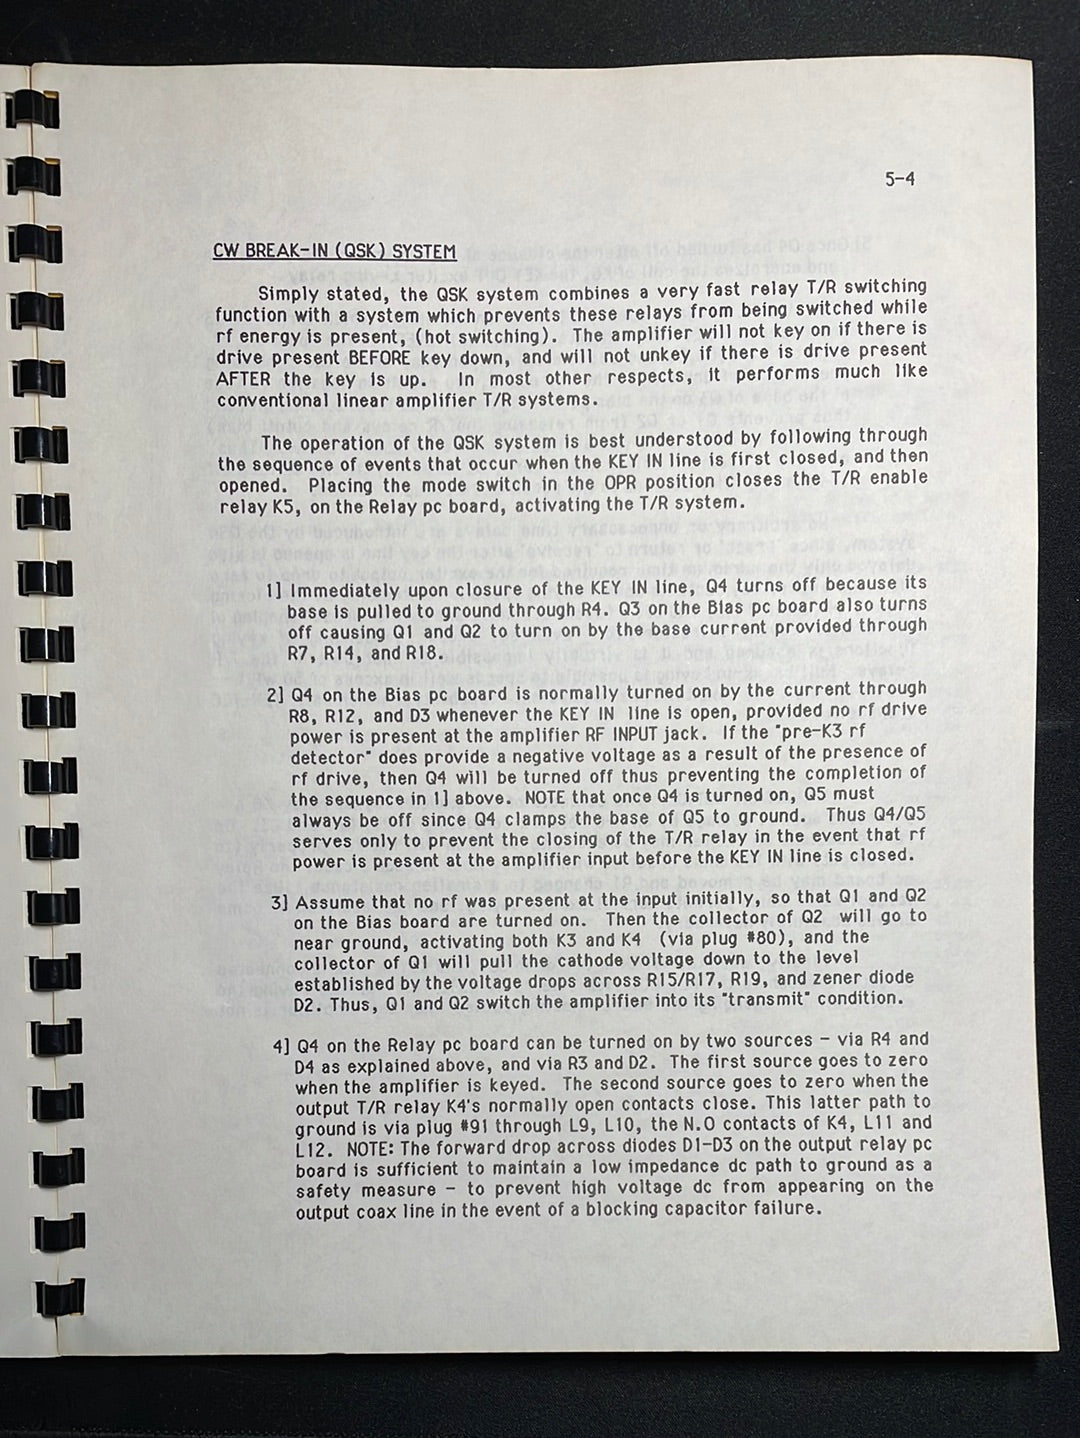 5-4
CW BREAK-IN (QSK) SYSTEM
Simply stated, the QSK system combines a very fast relay T/R switching
function with a system which prevents these relays from being switched while
rf energy is present, (hot switching). The amplifier will not key on if there is
drive present BEFORE key down, and will not unkey if there is drive present
AFTER the key is up. In most other respects, it performs much like
conventional linear amplifier T/R systems.
The operation of the QSK system is best understood by following through
the sequence of events that occur when the KEY IN line is first closed, and then
opened. Placing the mode switch in the OPR position closes the T/R enable
relay K5, on the Relay pc board, activating the T/R system.
1] Immediately upon closure of the KEY IN line, Q4 turns off because its
base is pulled to ground through R4. Q3 on the Bias pc board also turns
off causing Q1 and Q2 to turn on by the base current provided through
R7, R14, and R18.
2] Q4 on the Bias pc board is normally turned on by the current through
R8, R12, and D3 whenever the KEY IN line is open, provided no rf drive
power is present at the amplifier RF INPUT jack. If the "pre-K3 rf
detector" does provide a negative voltage as a result of the presence of
rf drive, then Q4 will be turned off thus preventing the completion of
the sequence in 1] above. NOTE that once Q4 is turned on, Q5 must
always be off since Q4 clamps the base of Q5 to ground. Thus Q4/Q5
serves only to prevent the closing of the T/R relay in the event that rf
power is present at the amplifier input before the KEY IN line is closed.
3] Assume that no rf was present at the input initially, so that Q1 and Q2
on the Bias board are turned on. Then the collector of Q2 will go to
near ground, activating both K3 and K4 (via plug #80), and the
collector of Q1 will pull the cathode voltage down to the level
established by the voltage drops across R15/R17, R19, and zener diode
D2. Thus, Q1 and Q2 switch the amplifier into its "transmit" condition.
4] Q4 on the Relay pc board can be turned on by two sources - via R4 and
D4 as explained above, and via R3 and D2. The first source goes to zero
when the amplifier is keyed. The second source goes to zero when the
output T/R relay K4's normally open contacts close. This latter path to
ground is via plug #91 through L9, L10, the N.O contacts of K4, L11 and
L12. NOTE: The forward drop across diodes D1-D3 on the output relay pc
board is sufficient to maintain a low impedance dc path to ground as a
safety measure - to prevent high voltage dc from appearing on the
output coax line in the event of a blocking capacitor failure.